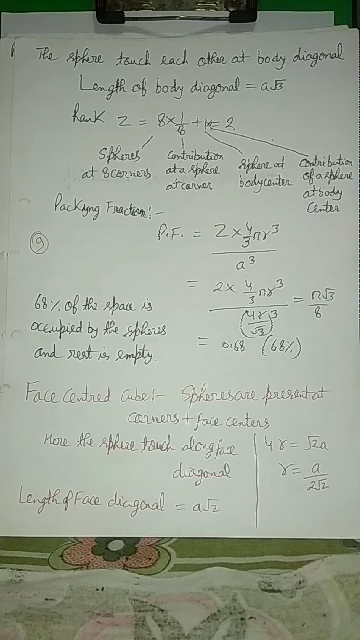 The sphere touch each other at body diagonal
Length of body diagonal = a√3
Rank Z = 8×1/8 + 1 = 2
Spheres at 8 corners
Contribution of a sphere at corner
Sphere at body center
Contribution of a sphere at body center
Packyng Fraction:-
(19)
P.F. = Z × 4/3 πr³ / a³
= 2 × 4/3 πr³ / (4r/√3)³ = π√3/8
= 0.68 (68%)
68% of the space is
occupied by the spheres
and rest is empty.
Face centred cube:- Spheres are present at
corners + face centers
Here the sphere touch along face
diagonal
4r = √2a
r = a/2√2
Length of Face diagonal = a√2